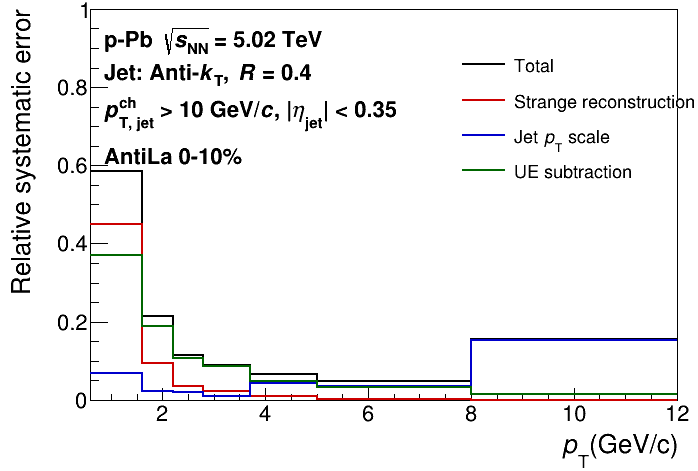 Relative systematic error
1
0.8
0.6
0.4
0.2
0
p-Pb √sNN = 5.02 TeV
Jet: Anti-kT, R = 0.4
pchT, jet > 10 GeV/c, |ηjet| < 0.35
AntiLa 0-10%
Total
Strange reconstruction
Jet pT scale
UE subtraction
2 4 6 8 10 12
pT(GeV/c)